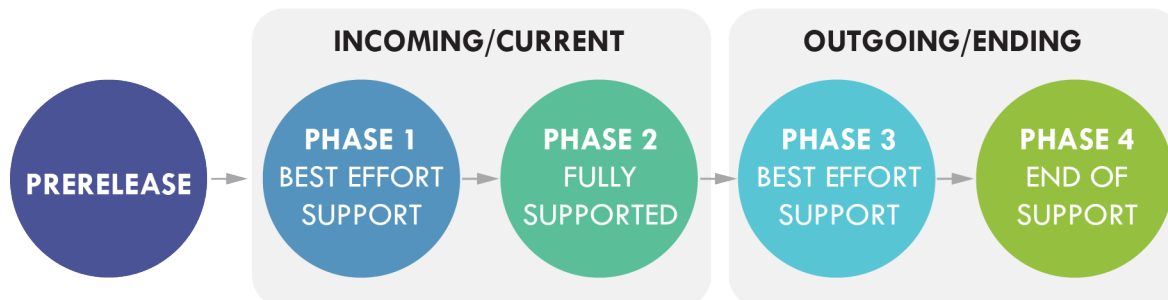 INCOMING/CURRENT
OUTGOING/ENDING
PRERELEASE
PHASE 1
BEST EFFORT
SUPPORT
PHASE 2
FULLY
SUPPORTED
PHASE 3
BEST EFFORT
SUPPORT
PHASE 4
END OF
SUPPORT